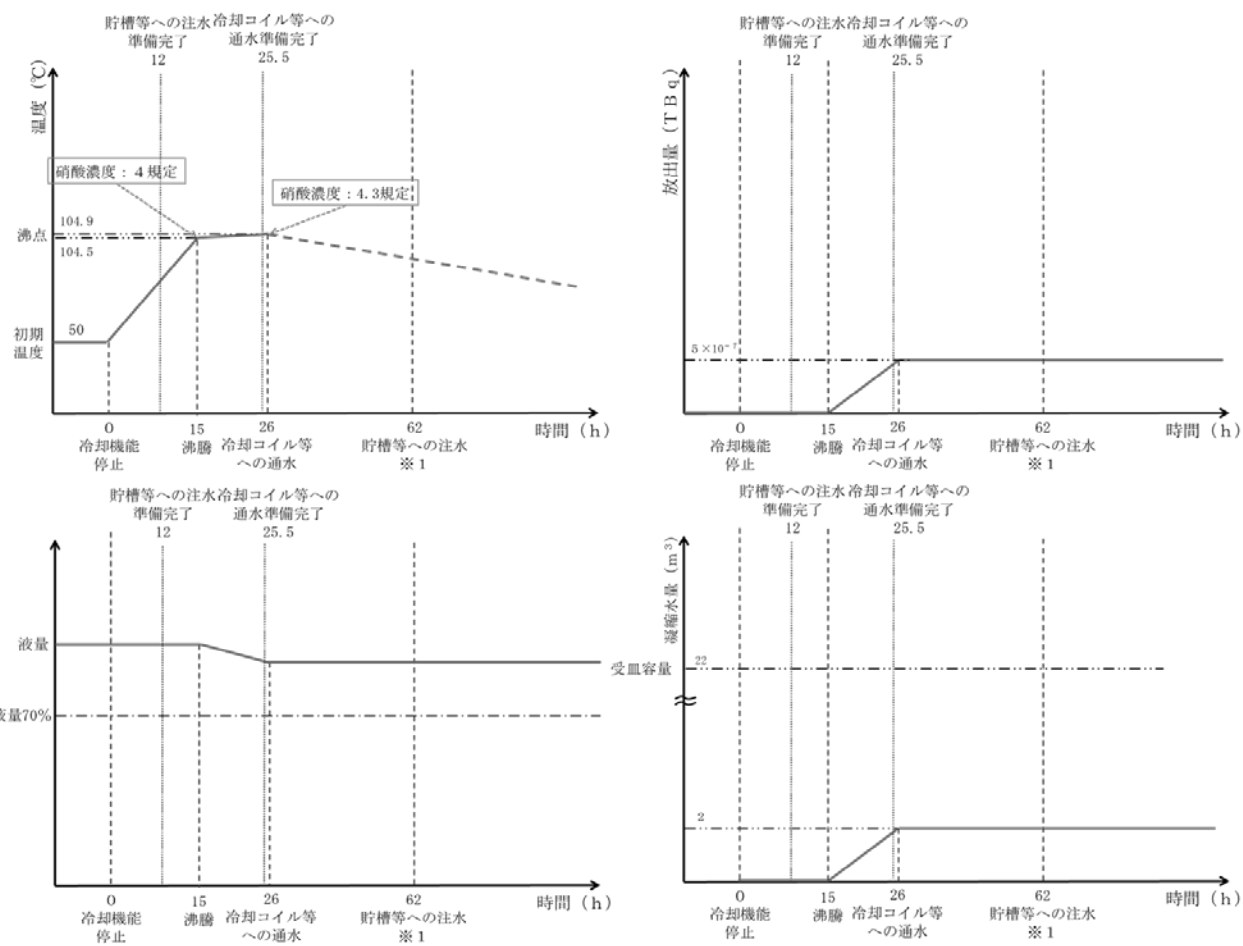 貯槽等への注水
準備完了
12
冷却コイル等への
通水準備完了
25.5
温度（℃）
硝酸濃度：4規定
硝酸濃度：4.3規定
104.9
沸点
104.5
50
初期
温度
0
冷却機能
停止
15
沸騰
26
冷却コイル等
への通水
62
貯槽等への注水
※1
時間（h）
貯槽等への注水
準備完了
12
冷却コイル等への
通水準備完了
25.5
放出量（TBq）
5×10⁻⁷
0
冷却機能
停止
15
沸騰
26
冷却コイル等
への通水
62
貯槽等への注水
※1
時間（h）
貯槽等への注水
準備完了
12
冷却コイル等への
通水準備完了
25.5
液量
液量70%
0
冷却機能
停止
15
沸騰
26
冷却コイル等
への通水
62
貯槽等への注水
※1
時間（h）
貯槽等への注水
準備完了
12
冷却コイル等への
通水準備完了
25.5
凝縮水量（m³）
22
受皿容量
2
0
冷却機能
停止
15
沸騰
26
冷却コイル等
への通水
62
貯槽等への注水
※1
時間（h）